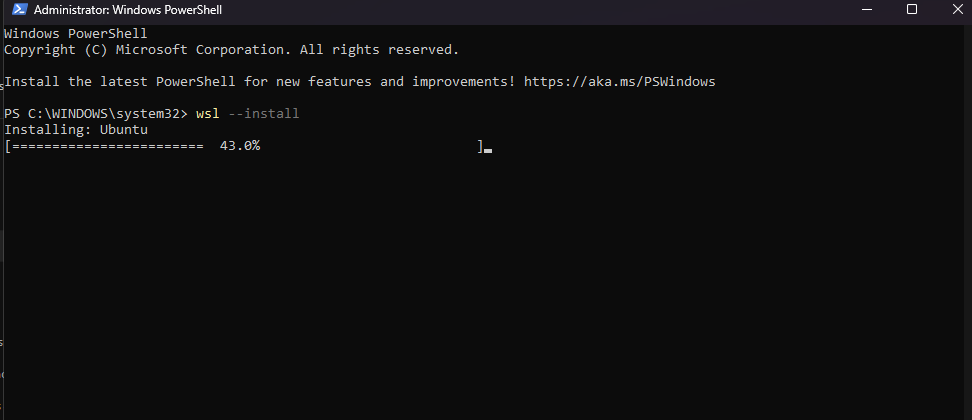 Administrator: Windows PowerShell
Windows PowerShell
Copyright (C) Microsoft Corporation. All rights reserved.
Install the latest PowerShell for new features and improvements! https://aka.ms/PSWindows
PS C:\WINDOWS\system32> wsl --install
Installing: Ubuntu
[======================== 43.0% ]